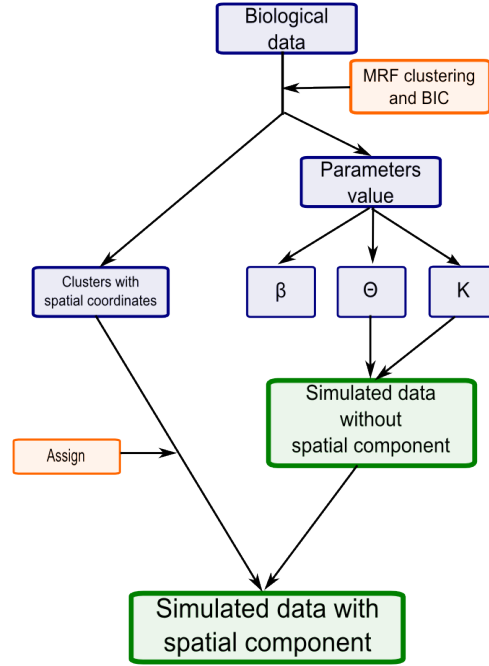 Biological
data
MRF clustering
and BIC
Parameters
value
Clusters with
spatial coordinates
β
Θ
K
Simulated data
without
spatial component
Assign
Simulated data with
spatial component